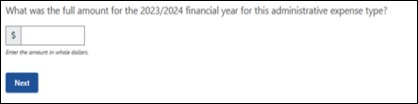 What was the full amount for the 2023/2024 financial year for this administrative expense type?
$
Enter the amount in whole dollars.
Next